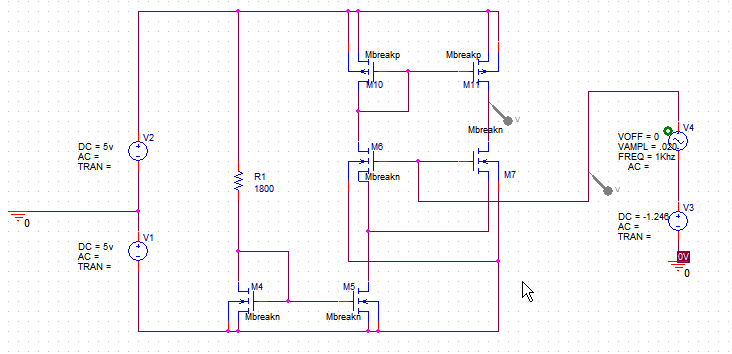 Mbreakp
Mbreakp
M10
M11
V
Mbreakn
V4
VOFF = 0
VAMPL = .020
FREQ = 1Khz
AC =
V2
DC = 5v
AC =
TRAN =
M6
Mbreakn
M7
R1
1800
V
V3
DC = -1.246
AC =
TRAN =
0
V1
DC = 5v
AC =
TRAN =
0V
0
M4
Mbreakn
M5
Mbreakn